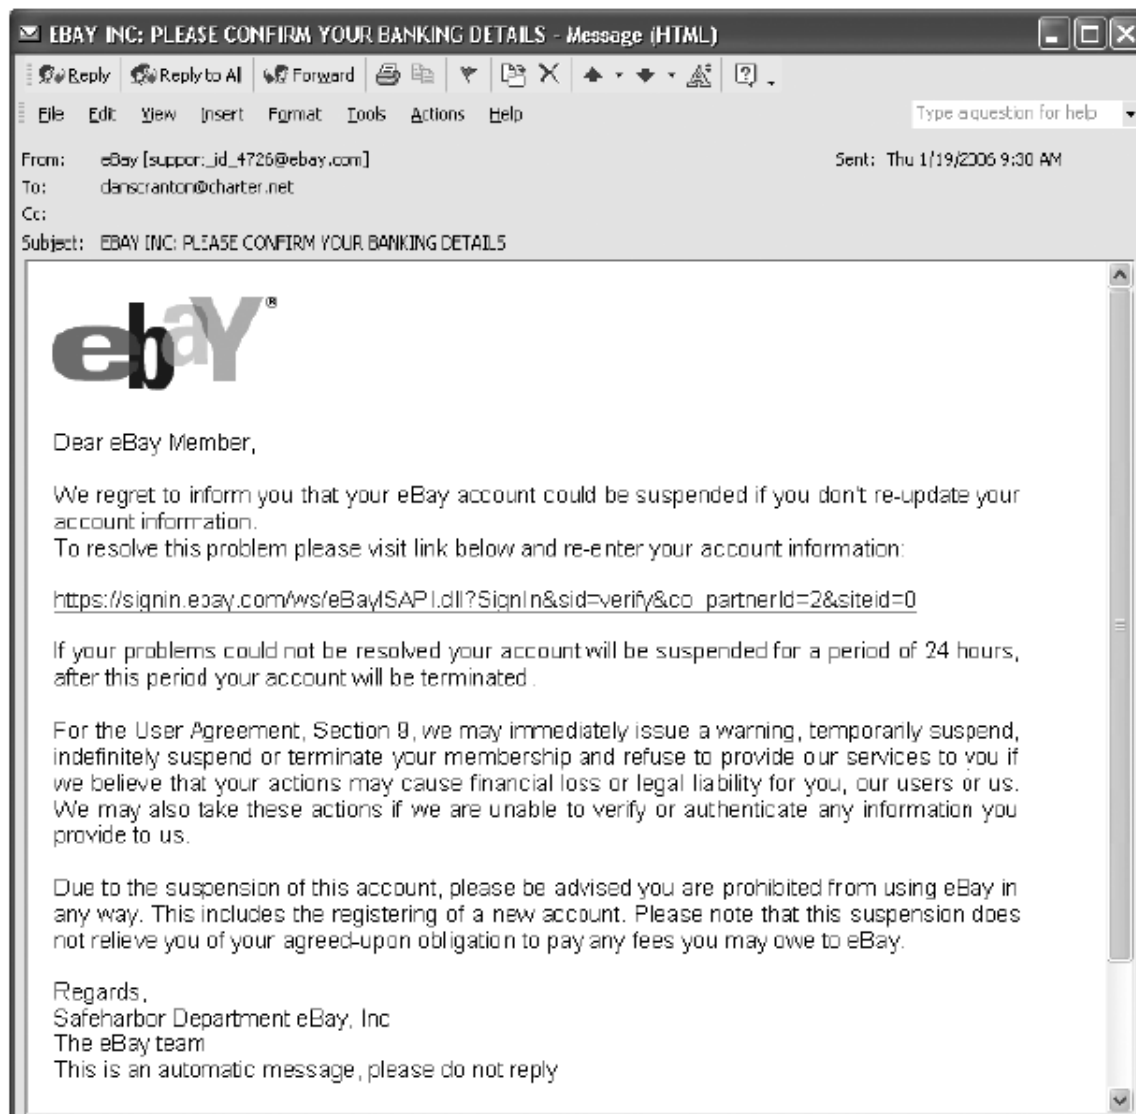 EBAY INC: PLEASE CONFIRM YOUR BANKING DETAILS - Message (HTML)
Reply Reply to All Forward
File Edit View Insert Format Tools Actions Help Type a question for help
From: eBay [support_id_4726@ebay.com] Sent: Thu 1/19/2006 9:30 AM
To: danscranton@charter.net
Cc:
Subject: EBAY INC: PLEASE CONFIRM YOUR BANKING DETAILS
ebaY®
Dear eBay Member,
We regret to inform you that your eBay account could be suspended if you don't re-update your
account information.
To resolve this problem please visit link below and re-enter your account information:
https://signin.ebay.com/ws/eBayISAPI.dll?SignIn&sid=verify&co_partnerId=2&siteid=0
If your problems could not be resolved your account will be suspended for a period of 24 hours,
after this period your account will be terminated.
For the User Agreement, Section 9, we may immediately issue a warning, temporarily suspend,
indefinitely suspend or terminate your membership and refuse to provide our services to you if
we believe that your actions may cause financial loss or legal liability for you, our users or us.
We may also take these actions if we are unable to verify or authenticate any information you
provide to us.
Due to the suspension of this account, please be advised you are prohibited from using eBay in
any way. This includes the registering of a new account. Please note that this suspension does
not relieve you of your agreed-upon obligation to pay any fees you may owe to eBay.
Regards,
Safeharbor Department eBay, Inc
The eBay team
This is an automatic message, please do not reply